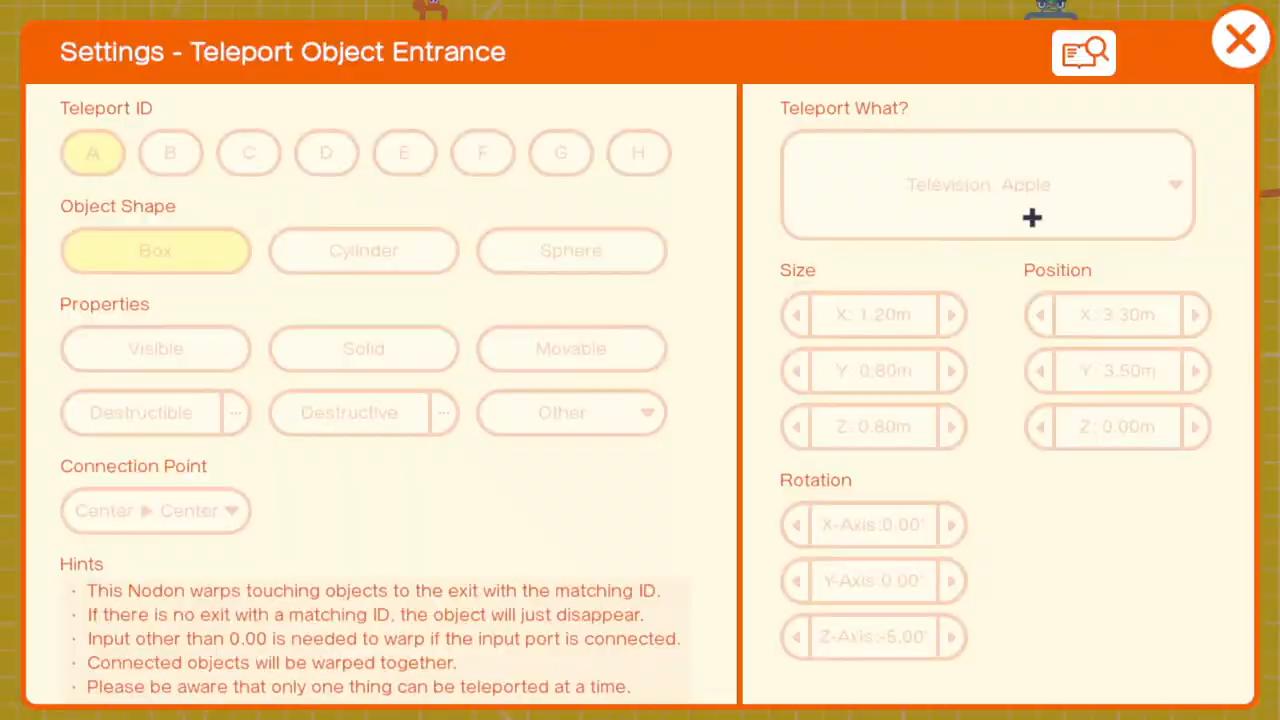 Settings - Teleport Object Entrance
Teleport ID
A B C D E F G H
Object Shape
Box Cylinder Sphere
Properties
Visible Solid Movable
Destructible ... Destructive ... Other
Connection Point
Center ▶ Center
Hints
· This Nodon warps touching objects to the exit with the matching ID.
· If there is no exit with a matching ID, the object will just disappear.
· Input other than 0.00 is needed to warp if the input port is connected.
· Connected objects will be warped together.
· Please be aware that only one thing can be teleported at a time.
Teleport What?
Television: Apple
Size
X: 1.20m
Y: 0.80m
Z: 0.80m
Position
X: 3.30m
Y: 3.50m
Z: 0.00m
Rotation
X-Axis:0.00°
Y-Axis:0.00°
Z-Axis:-5.00°